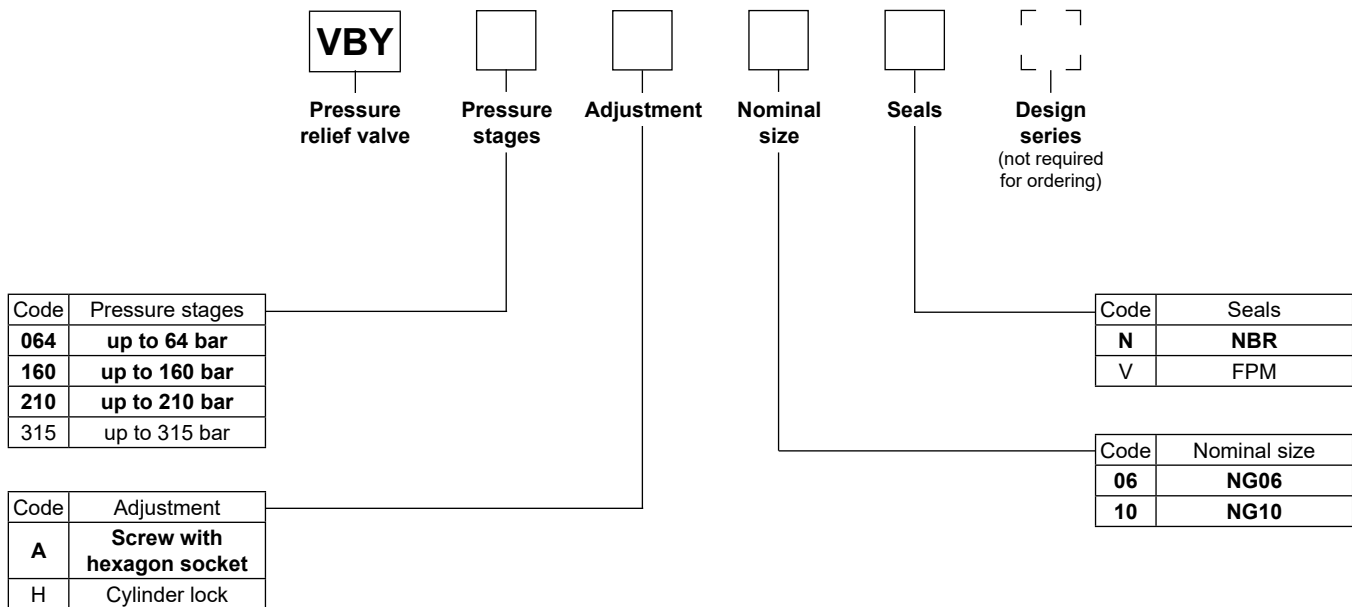 VBY
Pressure relief valve
Pressure stages
Adjustment
Nominal size
Seals
Design series
(not required for ordering)
Code Pressure stages
064 up to 64 bar
160 up to 160 bar
210 up to 210 bar
315 up to 315 bar
Code Adjustment
A Screw with hexagon socket
H Cylinder lock
Code Seals
N NBR
V FPM
Code Nominal size
06 NG06
10 NG10